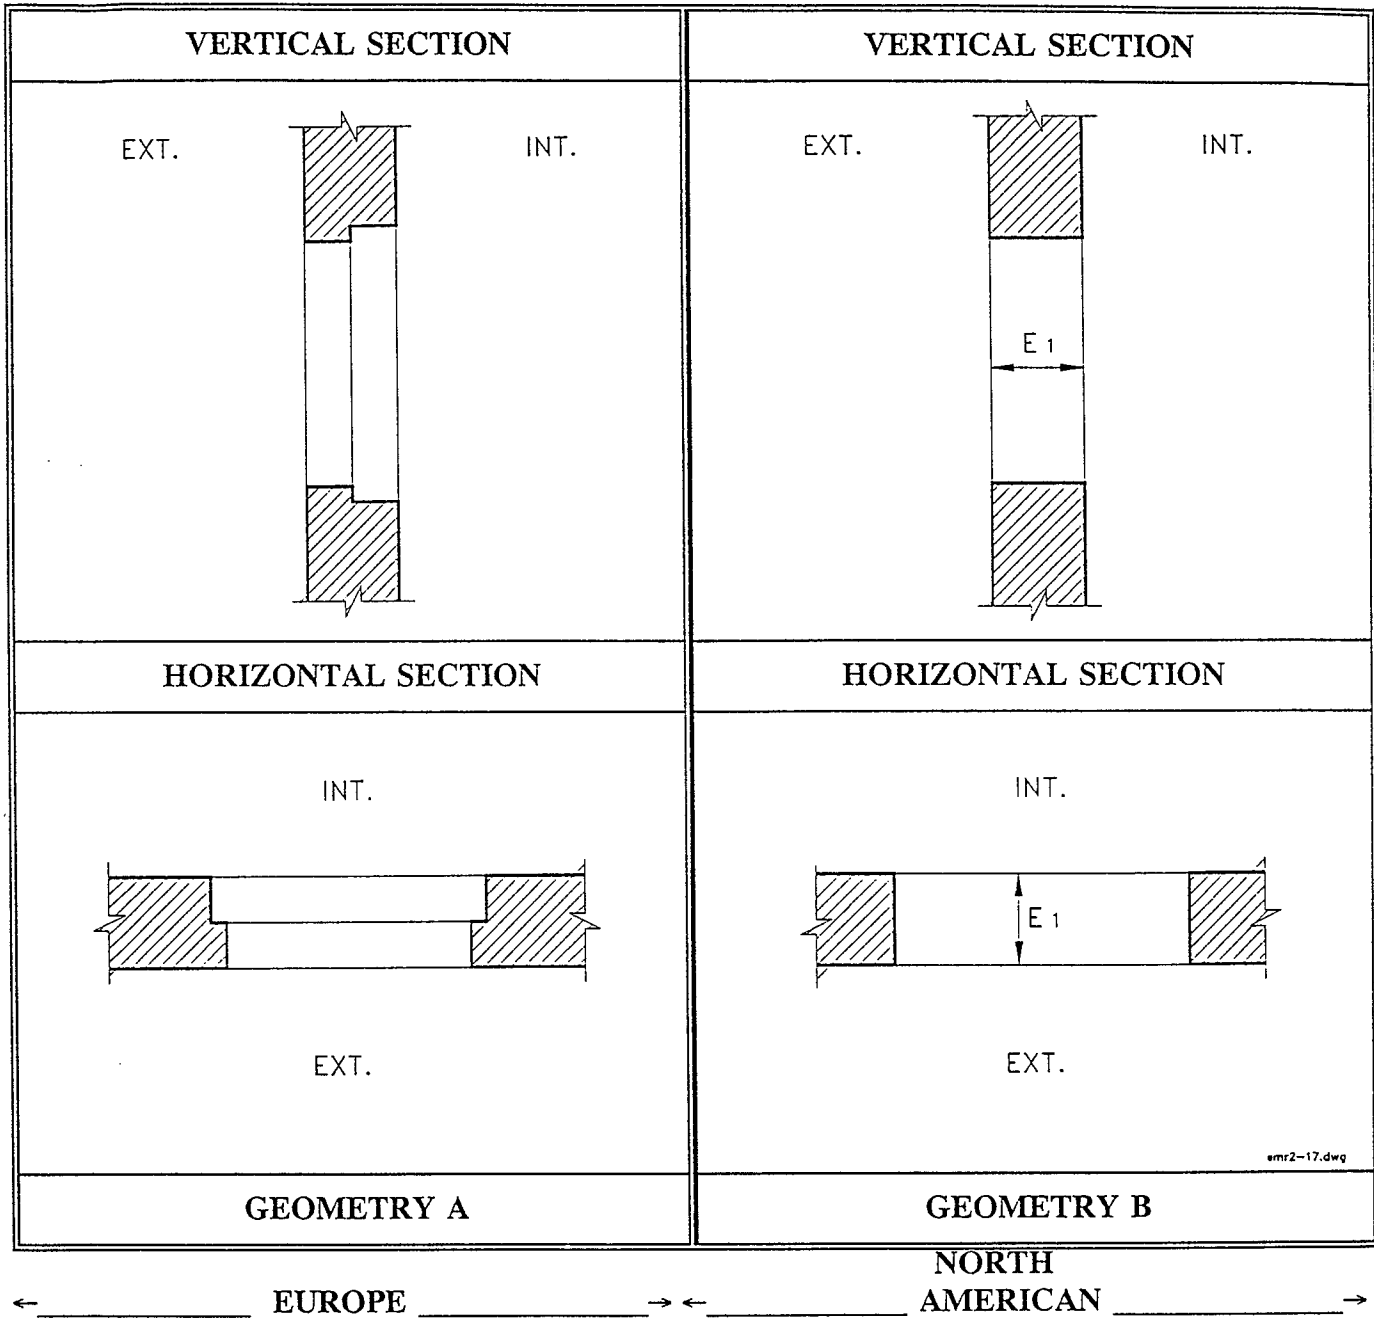 VERTICAL SECTION
EXT.
INT.
HORIZONTAL SECTION
INT.
EXT.
GEOMETRY A
VERTICAL SECTION
EXT.
INT.
E 1
HORIZONTAL SECTION
INT.
E 1
EXT.
emr2-17.dwg
GEOMETRY B
EUROPE
NORTH
AMERICAN